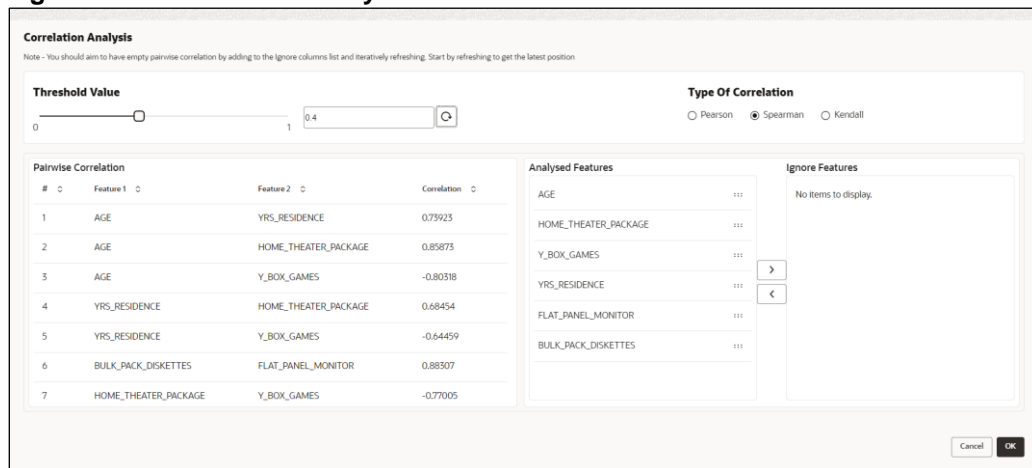 Correlation Analysis
Note - You should aim to have empty pairwise correlation by adding to the Ignore columns list and iteratively refreshing. Start by refreshing to get the latest position
Threshold Value
0
1
0.4
Type Of Correlation
Pearson Spearman Kendall
Pairwise Correlation
# Feature 1 Feature 2 Correlation
1 AGE YRS_RESIDENCE 0.73923
2 AGE HOME_THEATER_PACKAGE 0.85873
3 AGE Y_BOX_GAMES -0.80318
4 YRS_RESIDENCE HOME_THEATER_PACKAGE 0.68454
5 YRS_RESIDENCE Y_BOX_GAMES -0.64459
6 BULK_PACK_DISKETTES FLAT_PANEL_MONITOR 0.88307
7 HOME_THEATER_PACKAGE Y_BOX_GAMES -0.77005
Analysed Features
AGE
HOME_THEATER_PACKAGE
Y_BOX_GAMES
YRS_RESIDENCE
FLAT_PANEL_MONITOR
BULK_PACK_DISKETTES
Ignore Features
No items to display.
Cancel OK